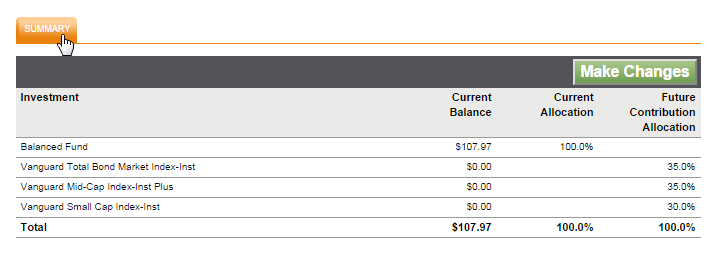 SUMMARY
Make Changes
Investment Current Balance Current Allocation Future Contribution Allocation
Balanced Fund $107.97 100.0%
Vanguard Total Bond Market Index-Inst $0.00 35.0%
Vanguard Mid-Cap Index-Inst Plus $0.00 35.0%
Vanguard Small Cap Index-Inst $0.00 30.0%
Total $107.97 100.0% 100.0%